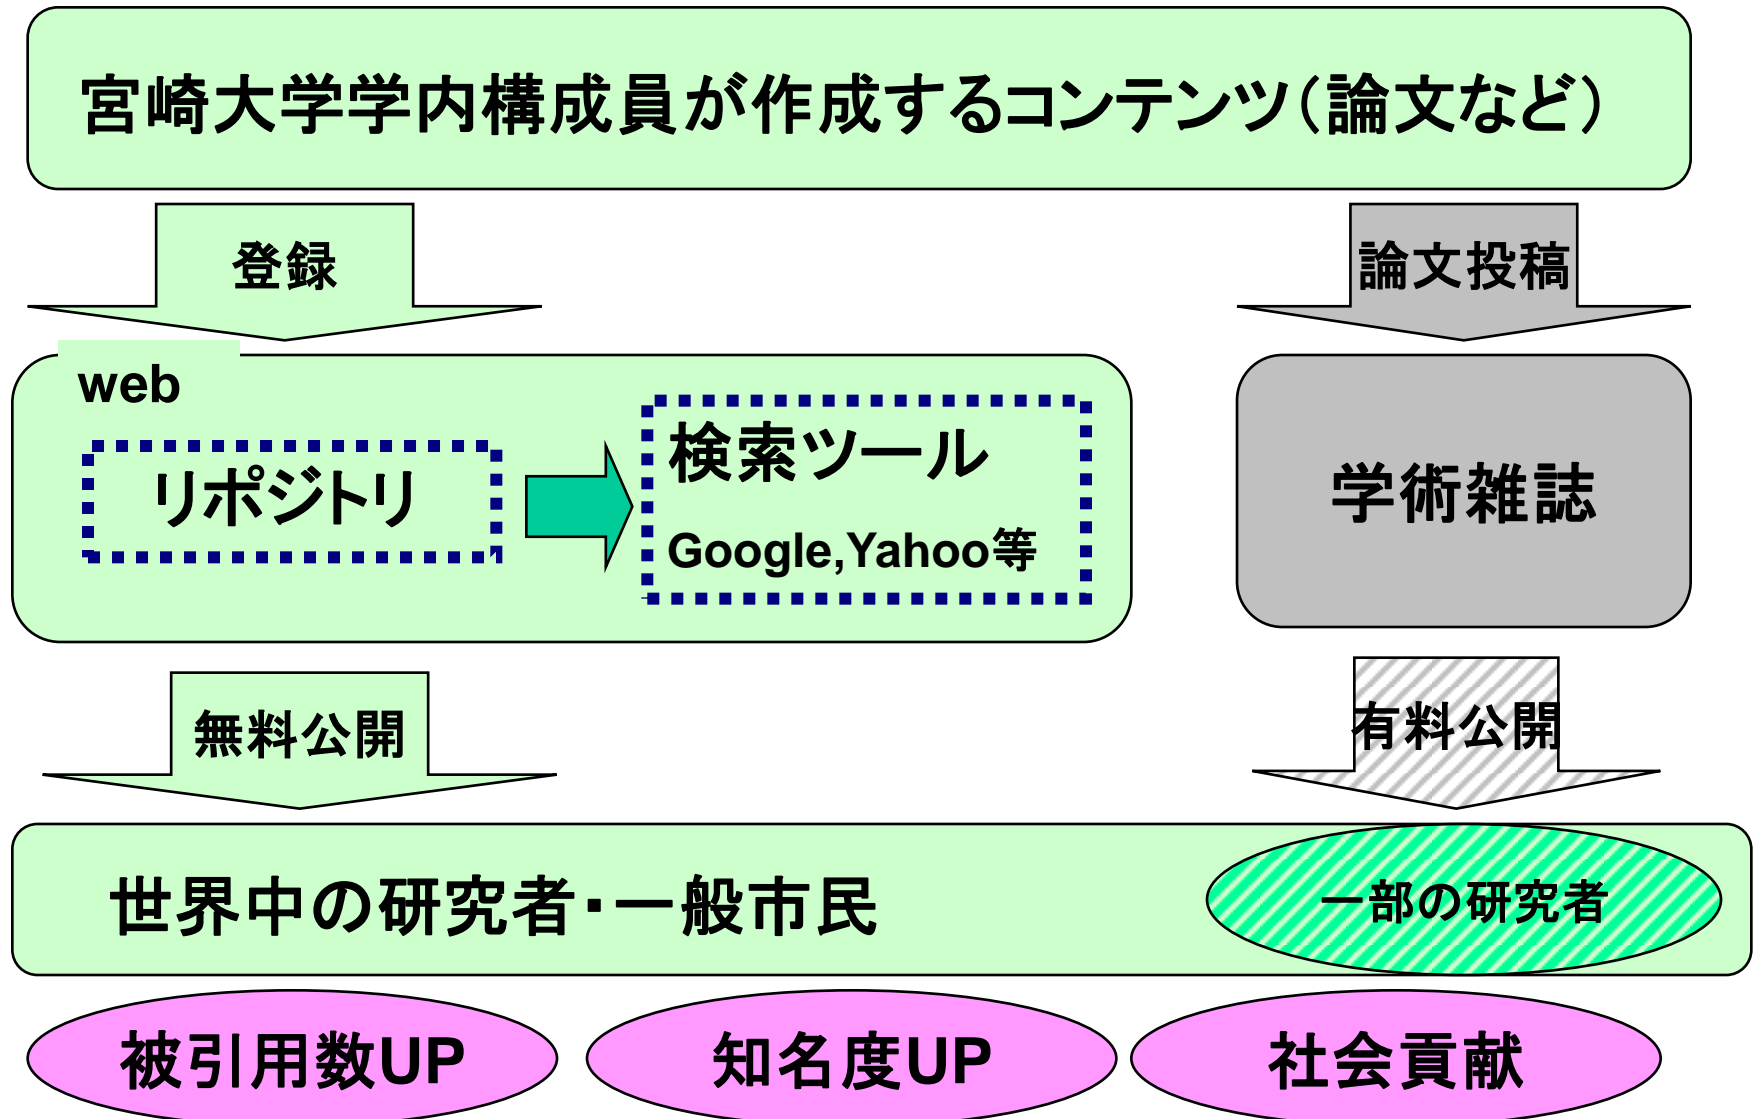 宮崎大学学内構成員が作成するコンテンツ（論文など）
登録
論文投稿
web
リポジトリ
検索ツール
Google,Yahoo等
学術雑誌
無料公開
有料公開
世界中の研究者・一般市民
一部の研究者
被引用数UP
知名度UP
社会貢献